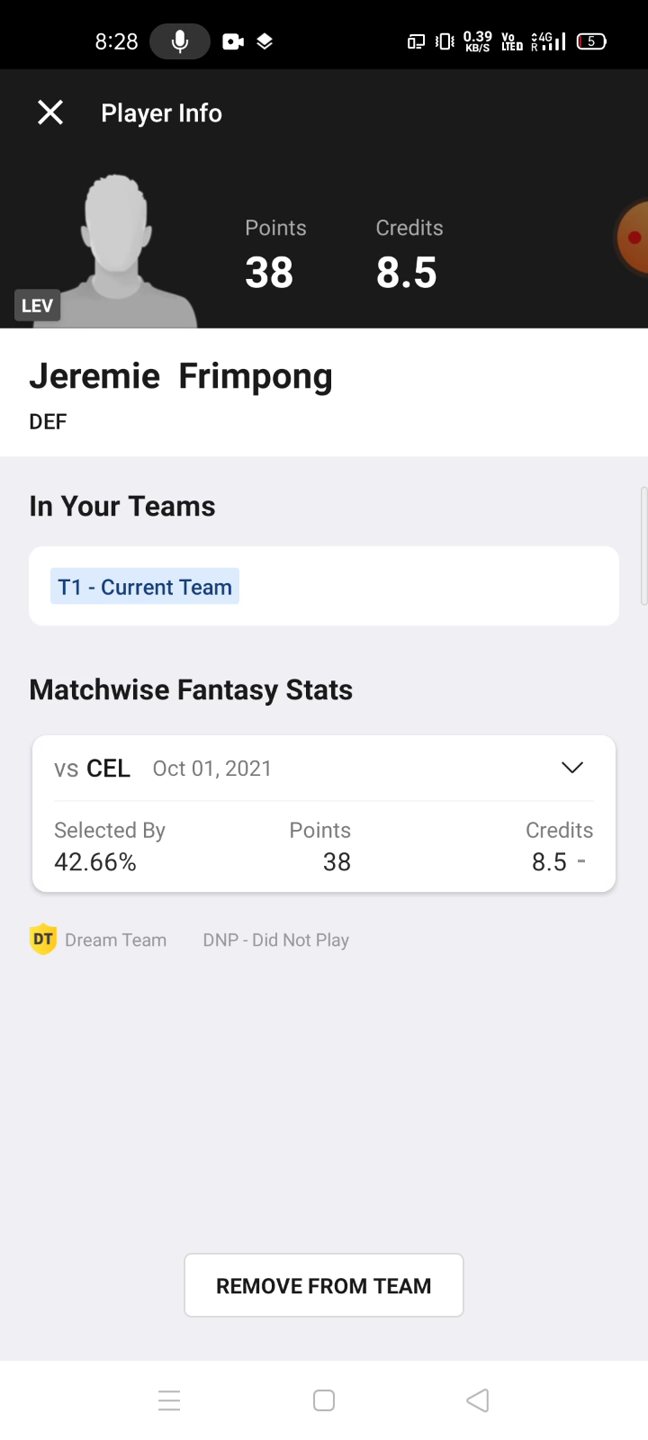 8:28 0.39 KB/S Vo LTED 4G R 5
Player Info
Points Credits
38 8.5
LEV
Jeremie Frimpong
DEF
In Your Teams
T1 - Current Team
Matchwise Fantasy Stats
vs CEL Oct 01, 2021
Selected By Points Credits
42.66% 38 8.5 -
DT Dream Team DNP - Did Not Play
REMOVE FROM TEAM